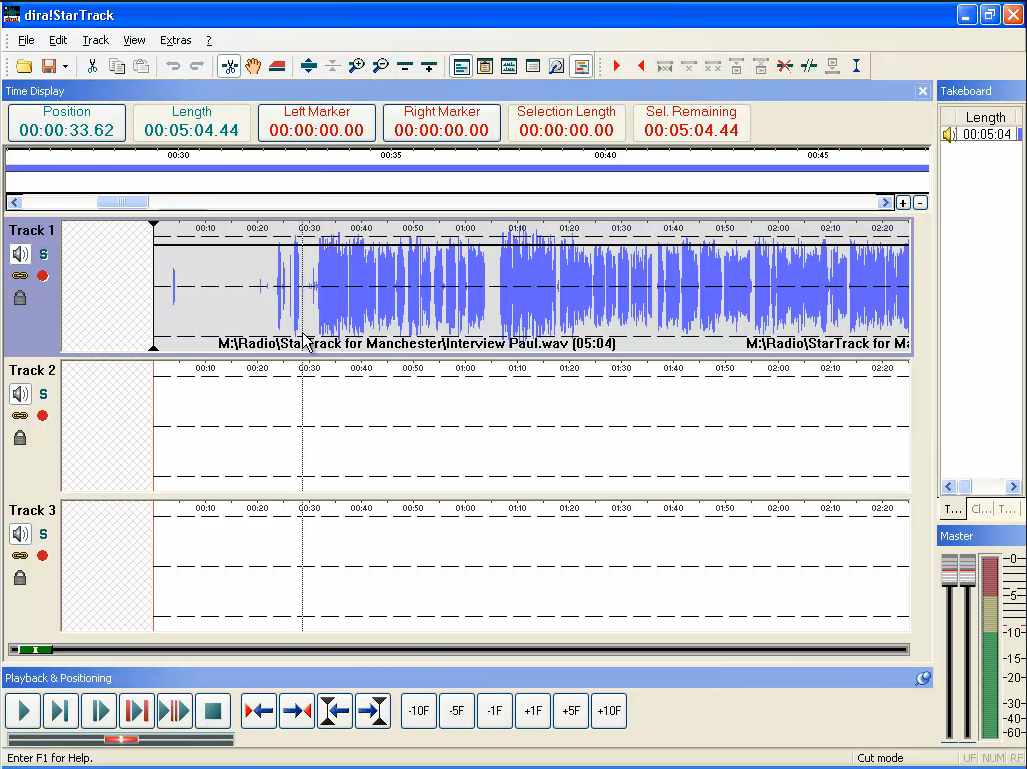 dira!StarTrack
File Edit Track View Extras ?
Time Display
Takeboard
Position Length Left Marker Right Marker Selection Length Sel. Remaining
00:00:33.62 00:05:04.44 00:00:00.00 00:00:00.00 00:00:00.00 00:05:04.44
Length
00:05:04
00:30 00:35 00:40 00:45
Track 1
00:10 00:20 00:30 00:40 00:50 01:00 01:10 01:20 01:30 01:40 01:50 02:00 02:10 02:20
S
M:\Radio\StarTrack for Manchester\Interview Paul.wav (05:04) M:\Radio\StarTrack for Ma
Track 2
00:10 00:20 00:30 00:40 00:50 01:00 01:10 01:20 01:30 01:40 01:50 02:00 02:10 02:20
S
Track 3
00:10 00:20 00:30 00:40 00:50 01:00 01:10 01:20 01:30 01:40 01:50 02:00 02:10 02:20
S
T... Cl... T...
Master
-0
-5
-10
-15
-20
-30
-40
-60
Playback & Positioning
-10F -5F -1F +1F +5F +10F
Enter F1 for Help.
Cut mode
UF NUM RF